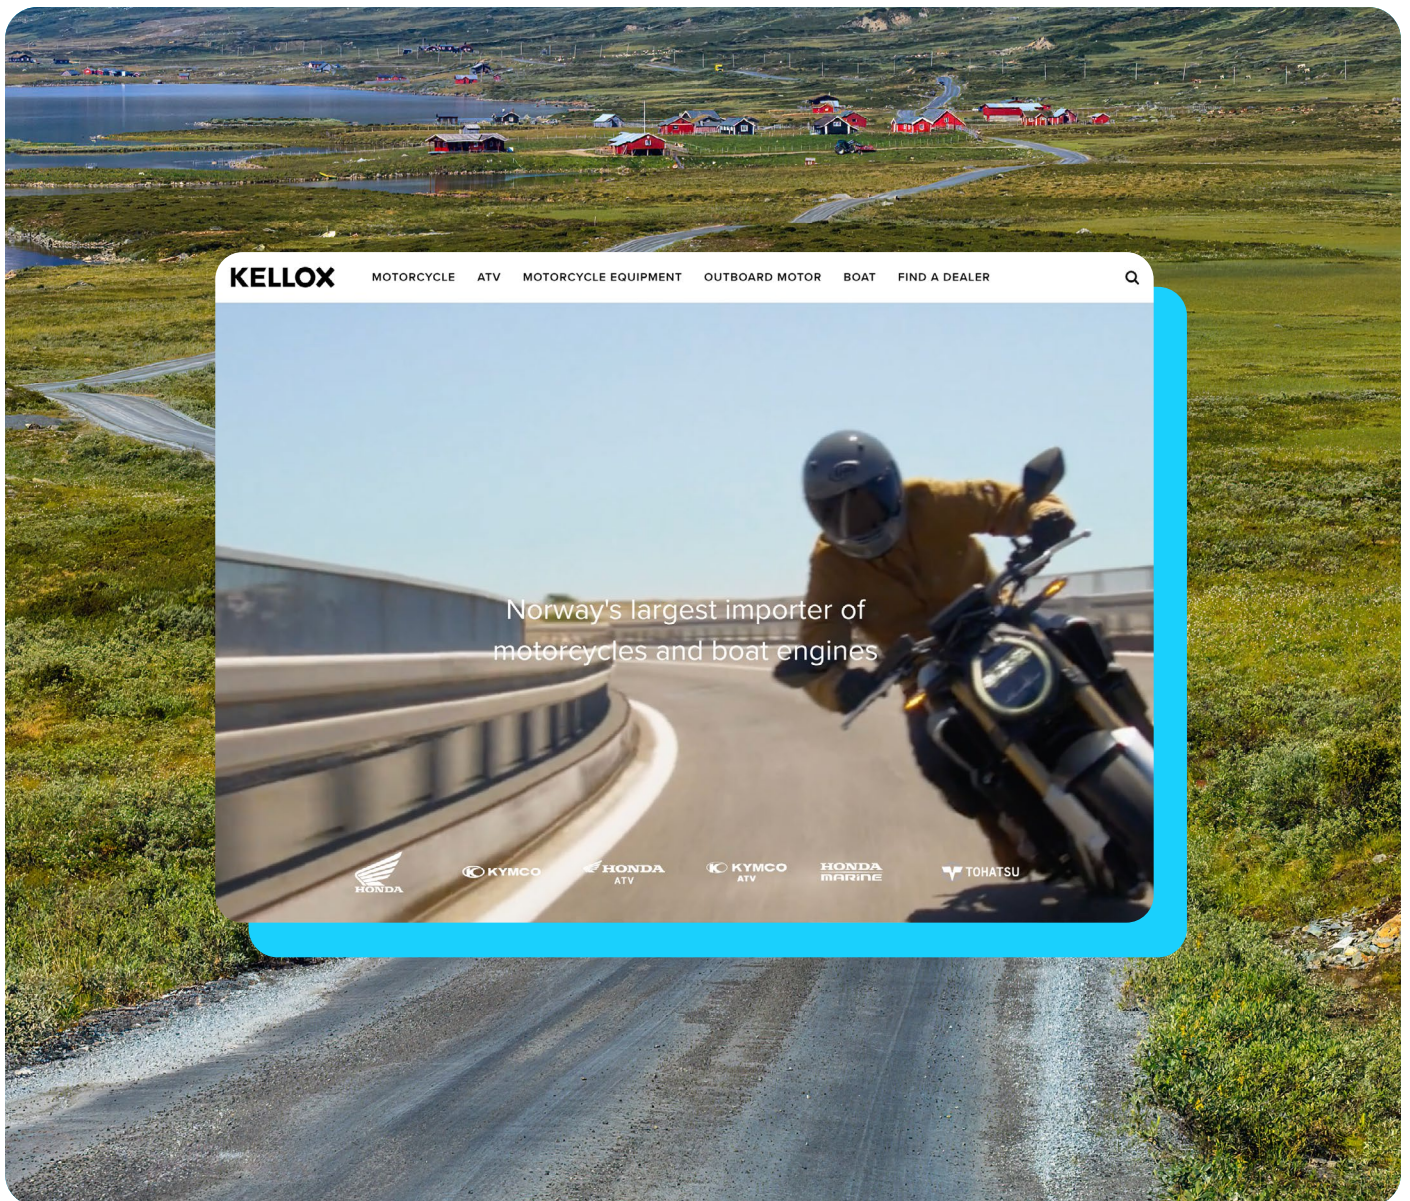 KELLOX MOTORCYCLE ATV MOTORCYCLE EQUIPMENT OUTBOARD MOTOR BOAT FIND A DEALER
Norway's largest importer of
motorcycles and boat engines
HONDA
KYMCO
HONDA
ATV
KYMCO
ATV
HONDA
MARINE
TOHATSU